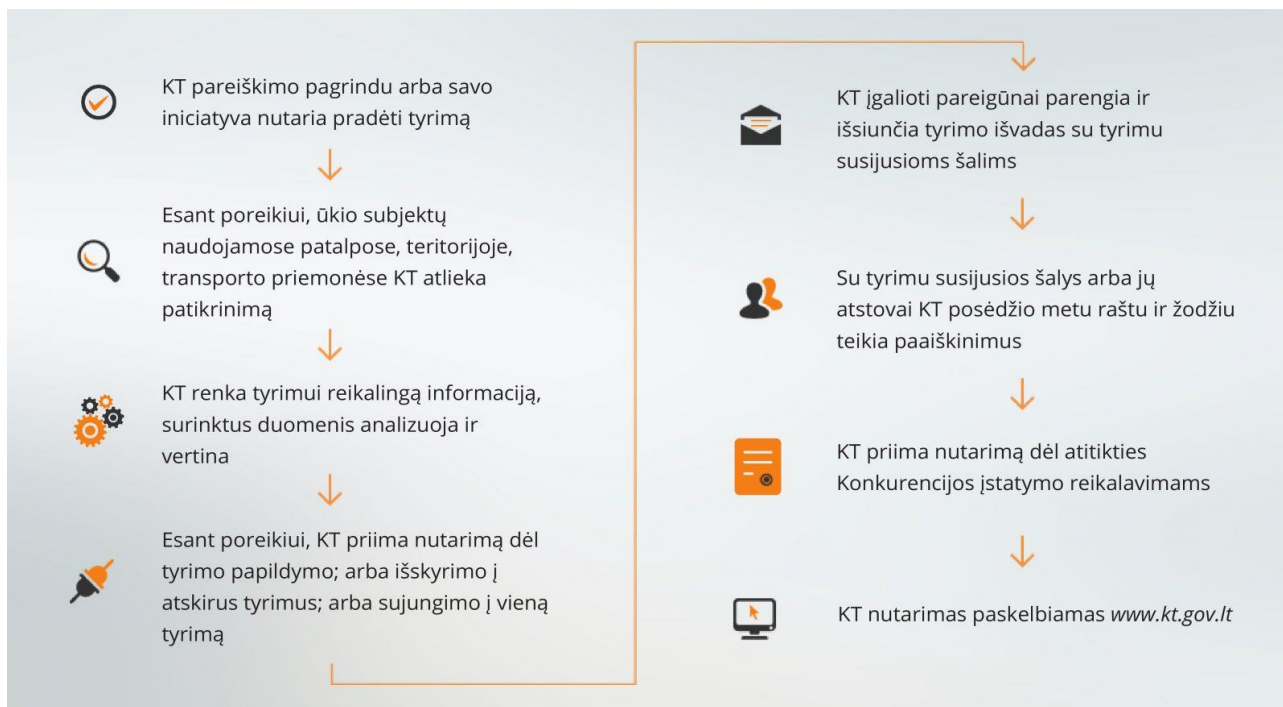 KT pareiškimo pagrindu arba savo
iniciatyva nutaria pradėti tyrimą
Esant poreikiui, ūkio subjektų
naudojamose patalpose, teritorijoje,
transporto priemonėse KT atlieka
patikrinimą
KT renka tyrimui reikalingą informaciją,
surinktus duomenis analizuoja ir
vertina
Esant poreikiui, KT priima nutarimą dėl
tyrimo papildymo; arba išskyrimo į
atskirus tyrimus; arba sujungimo į vieną
tyrimą
KT įgalioti pareigūnai parengia ir
išsiunčia tyrimo išvadas su tyrimu
susijusioms šalims
Su tyrimu susijusios šalys arba jų
atstovai KT posėdžio metu raštu ir žodžiu
teikia paaiškinimus
KT priima nutarimą dėl atitikties
Konkurencijos įstatymo reikalavimams
KT nutarimas paskelbiamas www.kt.gov.lt